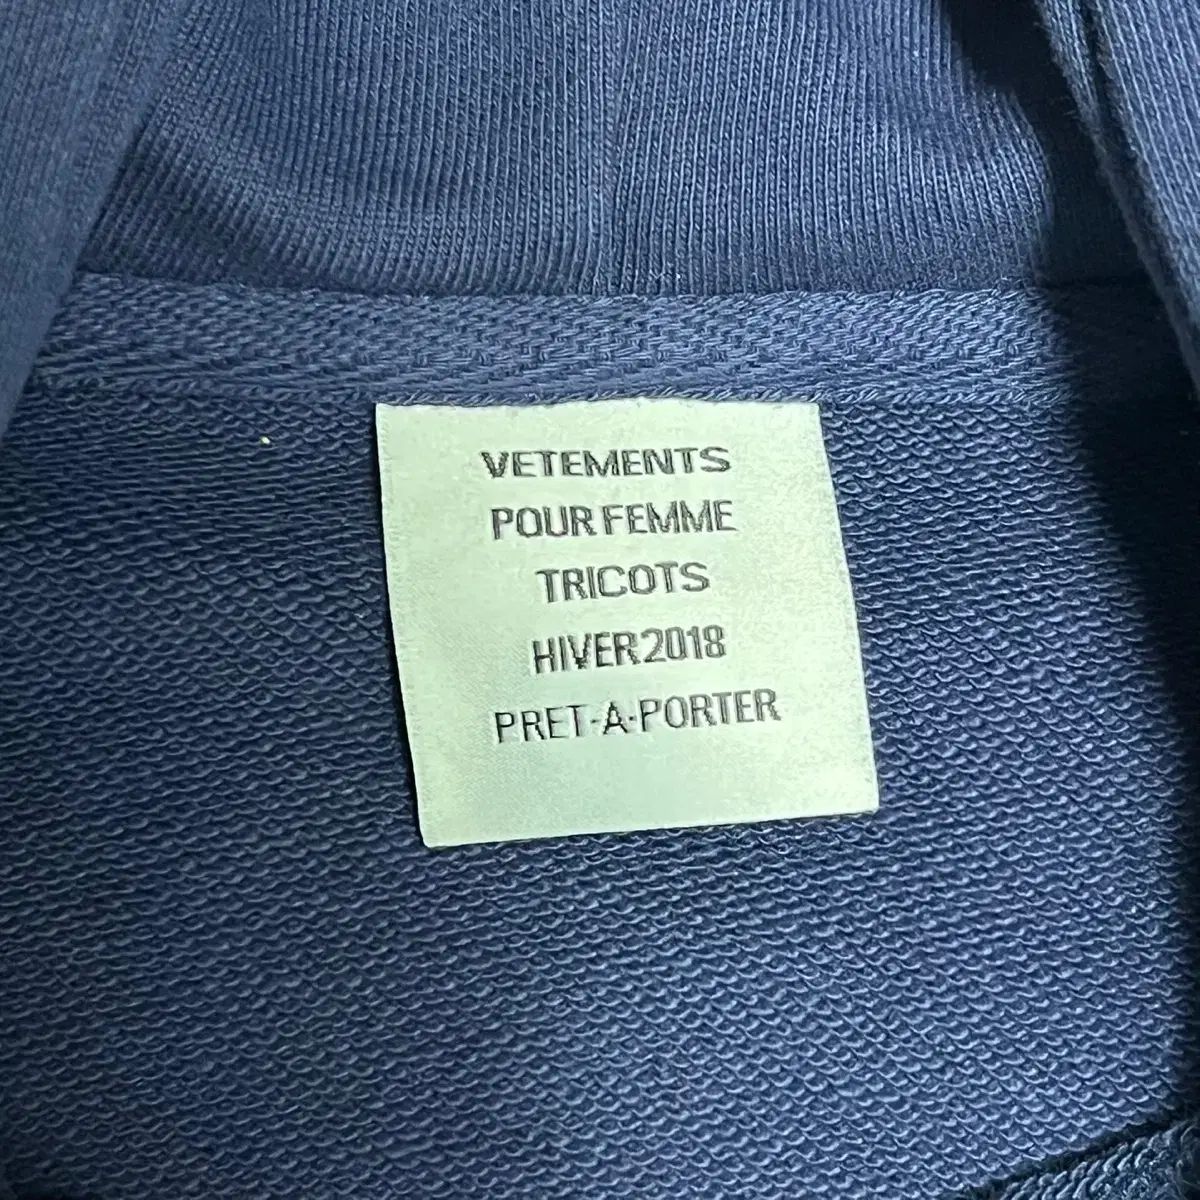 VETEMENTS
POUR FEMME
TRICOTS
HIVER 2018
PRET-A-PORTER